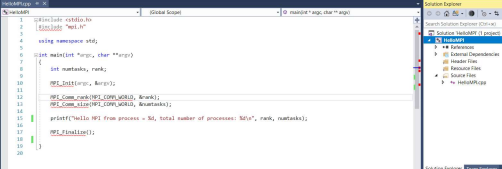 HelloMPI.cpp
HelloMPI
(Global Scope)
main(int * argc, char ** argv)
1 #include <stdio.h>
2 #include "mpi.h"
3
4 using namespace std;
5
6 int main(int *argc, char **argv)
7 {
8 int numtasks, rank;
9
10 MPI_Init(argc, &argv);
11
12 MPI_Comm_rank(MPI_COMM_WORLD, &rank);
13 MPI_Comm_size(MPI_COMM_WORLD, &numtasks);
14
15 printf("Hello MPI from process = %d, total number of processes: %d\n", rank, numtasks);
16
17 MPI_Finalize();
18
19 }
20
Solution Explorer
Search Solution Explorer (Ctrl+ü)
Solution 'HelloMPI' (1 project)
HelloMPI
References
External Dependencies
Header Files
Resource Files
Source Files
HelloMPI.cpp
Solution Explorer